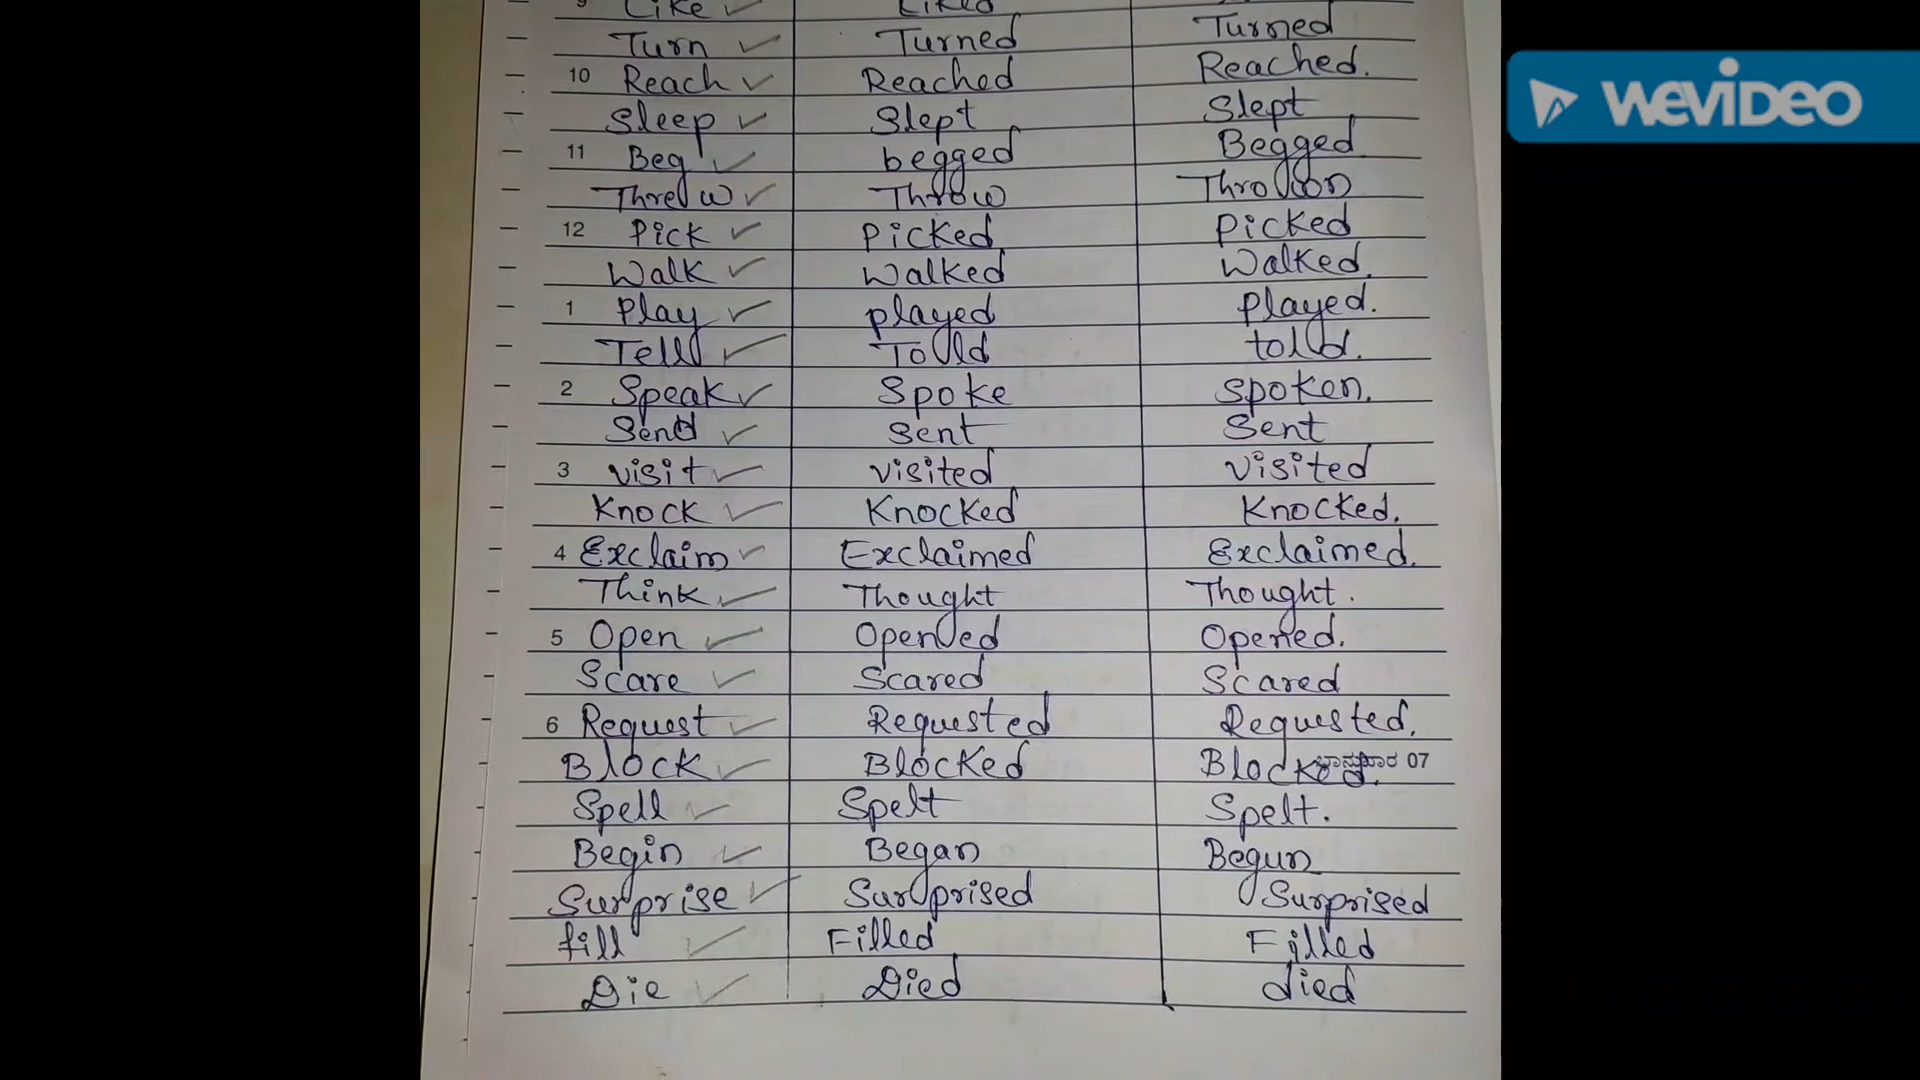 9 Like Liked
Turn Turned Turned
10 Reach Reached Reached.
Sleep Slept Slept
11 Beg begged Begged
Threw Throw Thrown
12 Pick Picked Picked
Walk Walked Walked.
1 Play played Played.
Tell Told told.
2 Speak Spoke Spoken.
Send Sent Sent
3 visit visited Visited
Knock Knocked Knocked.
4 Exclaim Exclaimed Exclaimed.
Think Thought Thought.
5 Open Opened Opened.
Scare Scared Scared
6 Request Requested Requested.
Block Blocked Blocked.
07
Spell Spelt Spelt.
Begin Began Begun
Surprise Surprised Surprised
fill Filled Filled
Die Died died
WEVIDEO